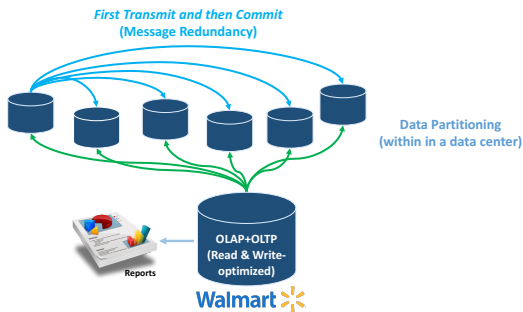 First Transmit and then Commit
(Message Redundancy)
Data Partitioning
(within in a data center)
OLAP+OLTP
(Read & Write-
optimized)
Reports
Walmart